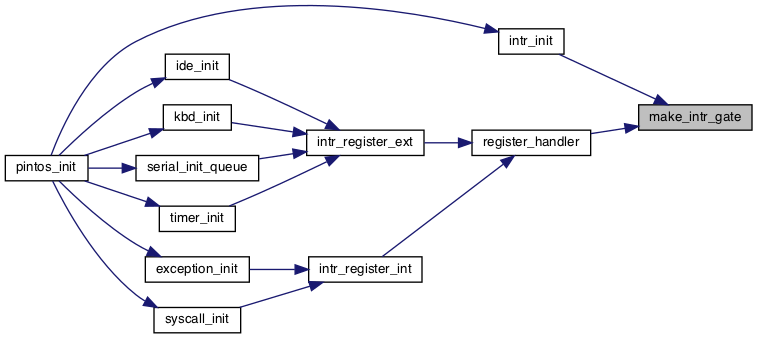 intr_init
ide_init
kbd_init
make_intr_gate
intr_register_ext
register_handler
pintos_init
serial_init_queue
timer_init
exception_init
intr_register_int
syscall_init